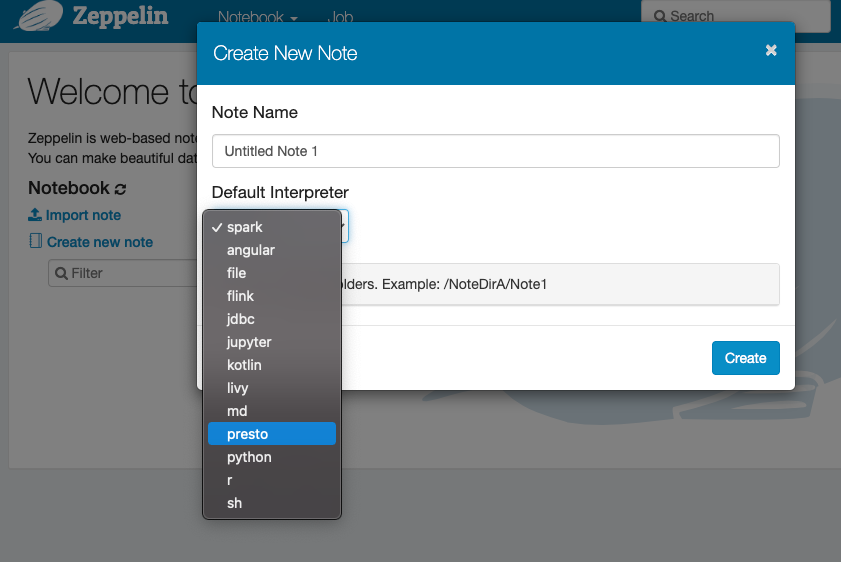 Zeppelin
Notebook
Job
Search
Create New Note
×
Welcome to
Zeppelin is web-based note
You can make beautiful dat
Notebook
Import note
Create new note
Filter
Note Name
Untitled Note 1
Default Interpreter
spark
angular
file
flink
jdbc
jupyter
kotlin
livy
md
presto
python
r
sh
lders. Example: /NoteDirA/Note1
Create